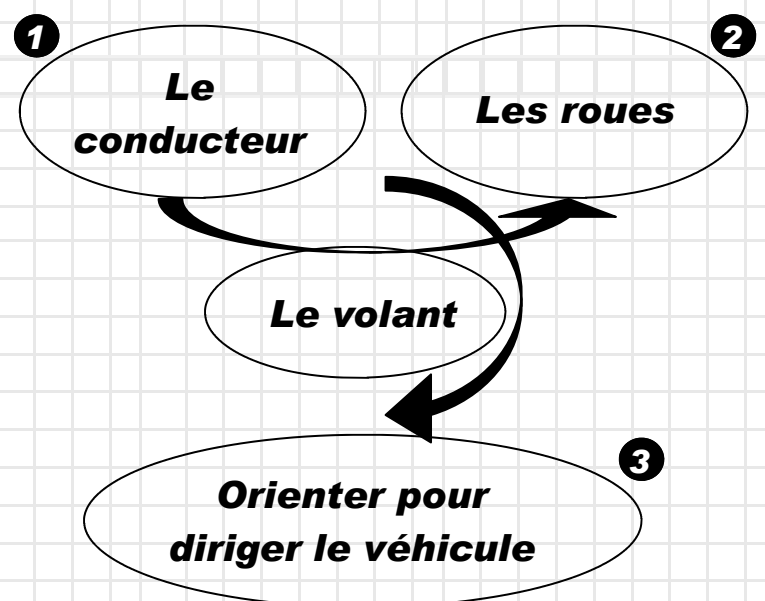 1
Le
conducteur
2
Les roues
Le volant
3
Orienter pour
diriger le véhicule